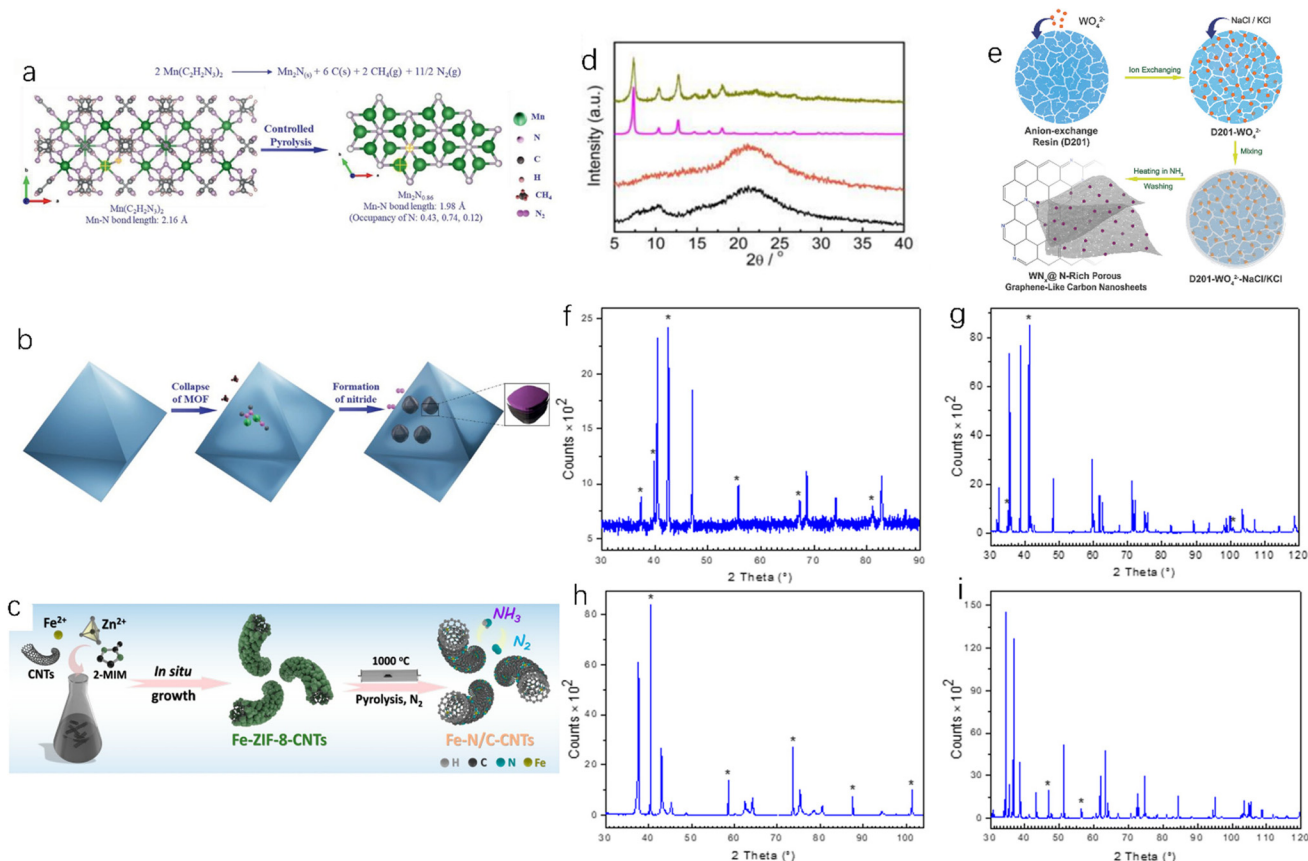 a
2 Mn(C₂H₂N₃)₂ ⟶ Mn₂N₍ₛ₎ + 6 C(s) + 2 CH₄(g) + 11/2 N₂(g)
Controlled
Pyrolysis
b
a
Mn(C₂H₂N₃)₂
Mn-N bond length: 2.16 Å
b
a
Mn₂N₀.₈₆
Mn-N bond length: 1.98 Å
(Occupancy of N: 0.43, 0.74, 0.12)
Mn
N
C
H
CH₄
N₂
b
Collapse
of MOF
Formation
of nitride
c
Fe²⁺
Zn²⁺
CNTs
2-MIM
In situ
growth
Fe-ZIF-8-CNTs
1000 °C
Pyrolysis, N₂
NH₃
N₂
Fe-N/C-CNTs
H C N Fe
d
Intensity (a.u.)
5 10 15 20 25 30 35 40
2θ / °
e
WO₄²⁻
NaCl / KCl
Ion Exchanging
Anion-exchange
Resin (D201)
D201-WO₄²⁻
Mixing
Heating in NH₃
Washing
WNₓ@ N-Rich Porous
Graphene-Like Carbon Nanosheets
D201-WO₄²⁻-NaCl/KCl
f
Counts × 10²
25
20
15
10
5
* * * * * *
30 40 50 60 70 80 90
2 Theta (°)
g
Counts × 10²
80
60
40
20
0
* * *
30 40 50 60 70 80 90 100 110 120
2 Theta (°)
h
Counts × 10²
80
60
40
20
0
* * * * *
30 40 50 60 70 80 90 100
2 Theta (°)
i
Counts × 10²
150
120
90
60
30
0
* *
30 40 50 60 70 80 90 100 110 120
2 Theta (°)